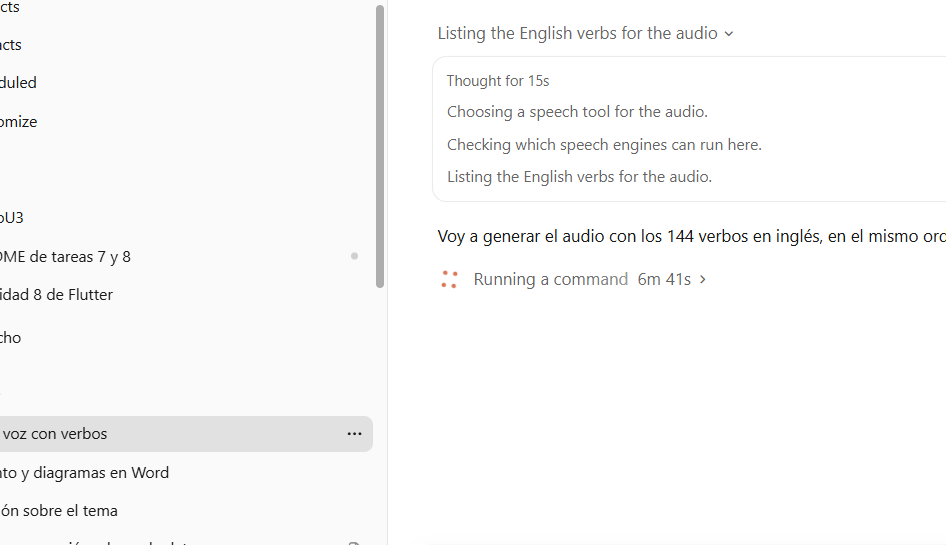 cts
acts
duled
omize
oU3
OME de tareas 7 y 8
idad 8 de Flutter
cho
voz con verbos
nto y diagramas en Word
ón sobre el tema
Listing the English verbs for the audio
Thought for 15s
Choosing a speech tool for the audio.
Checking which speech engines can run here.
Listing the English verbs for the audio.
Voy a generar el audio con los 144 verbos en inglés, en el mismo ord
Running a command 6m 41s